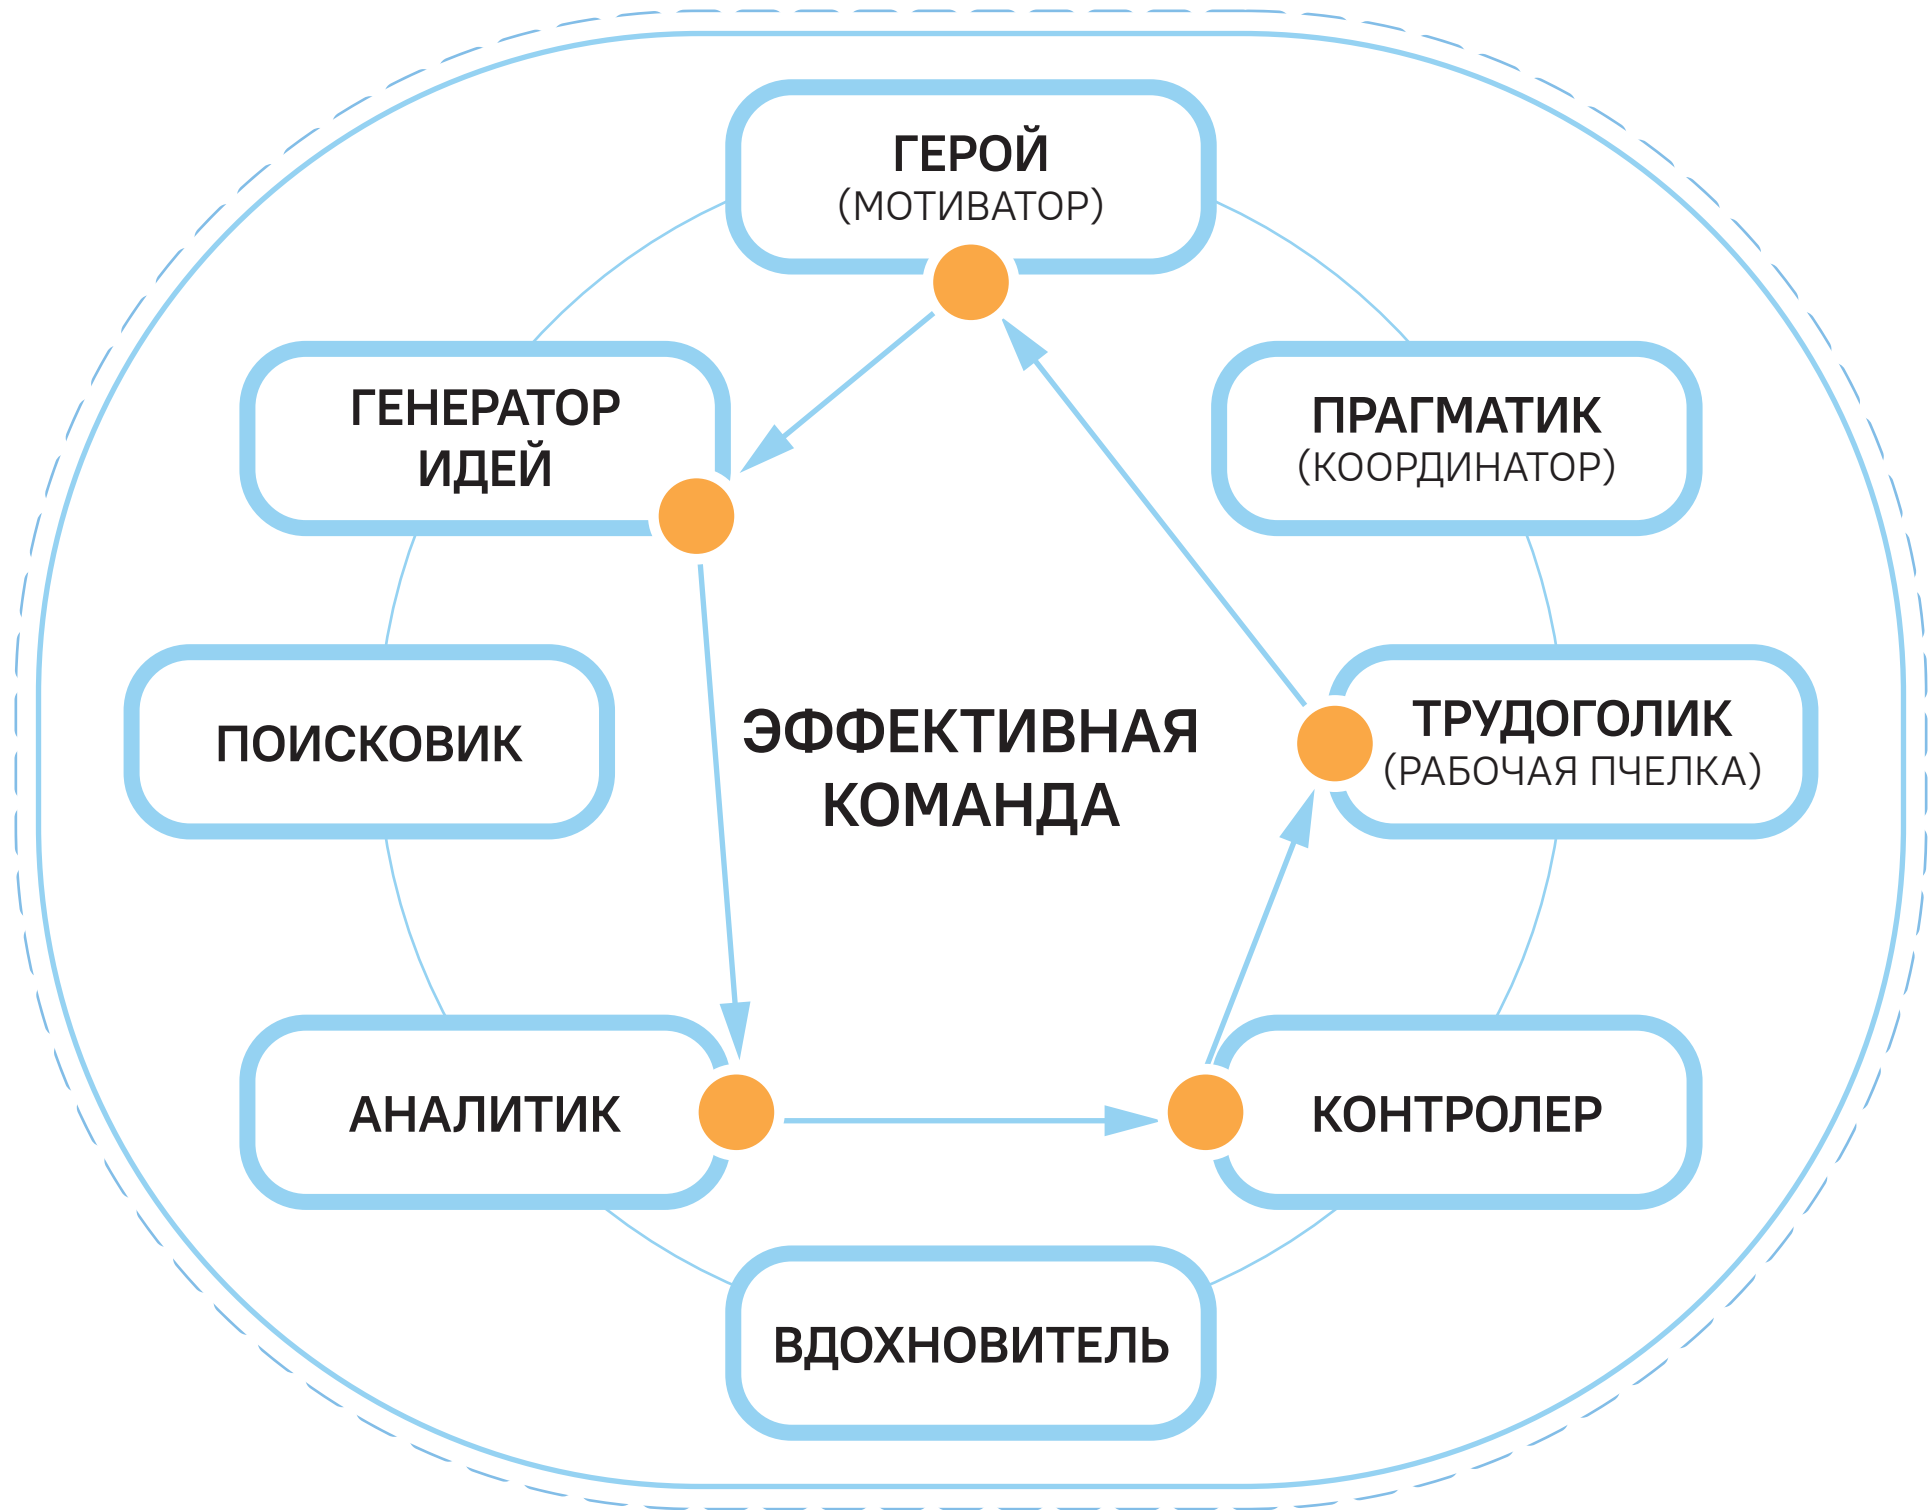 ГЕРОЙ
(МОТИВАТОР)
ГЕНЕРАТОР
ИДЕЙ
ПРАГМАТИК
(КООРДИНАТОР)
ПОИСКОВИК
ЭФФЕКТИВНАЯ
КОМАНДА
ТРУДОГОЛИК
(РАБОЧАЯ ПЧЕЛКА)
АНАЛИТИК
КОНТРОЛЕР
ВДОХНОВИТЕЛЬ